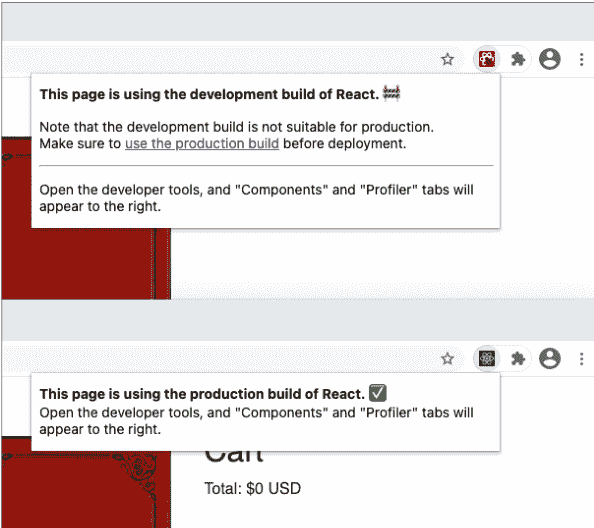 This page is using the development build of React. 🚧
Note that the development build is not suitable for production.
Make sure to use the production build before deployment.
Open the developer tools, and "Components" and "Profiler" tabs will
appear to the right.
This page is using the production build of React. ✅
Open the developer tools, and "Components" and "Profiler" tabs will
appear to the right.
Cart
Total: $0 USD